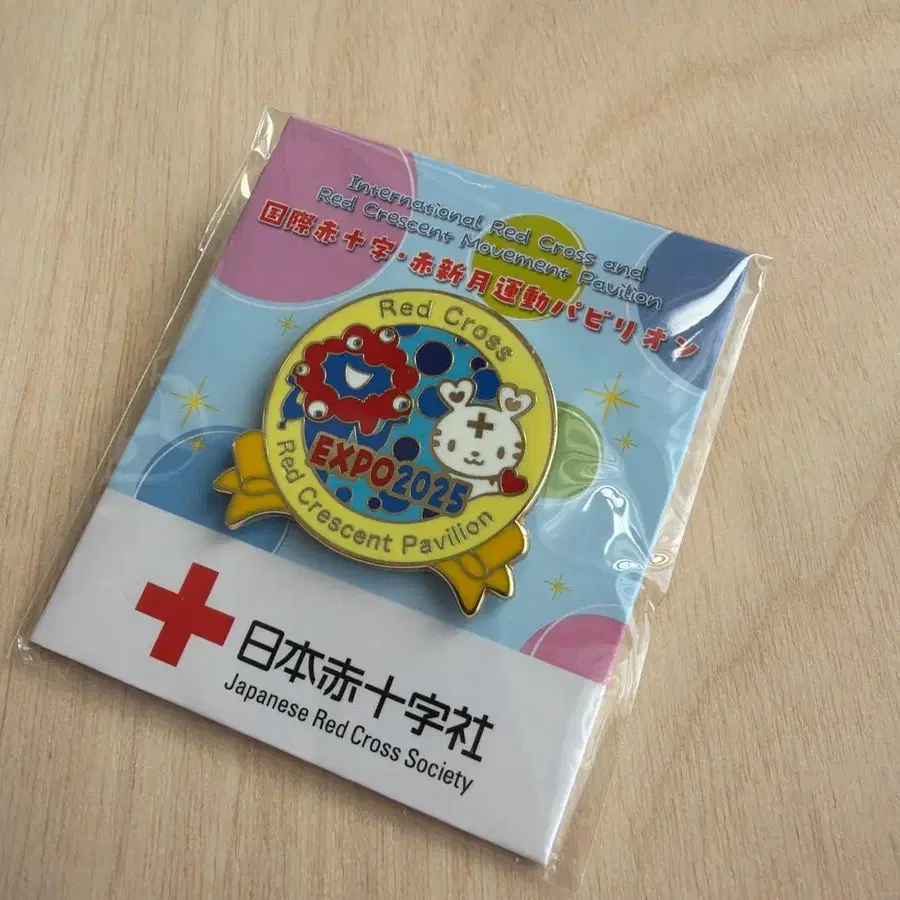 International Red Cross and
Red Crescent Movement Pavilion
国際赤十字・赤新月運動パビリオン
Red Cross
EXPO2025
Red Crescent Pavilion
日本赤十字社
Japanese Red Cross Society